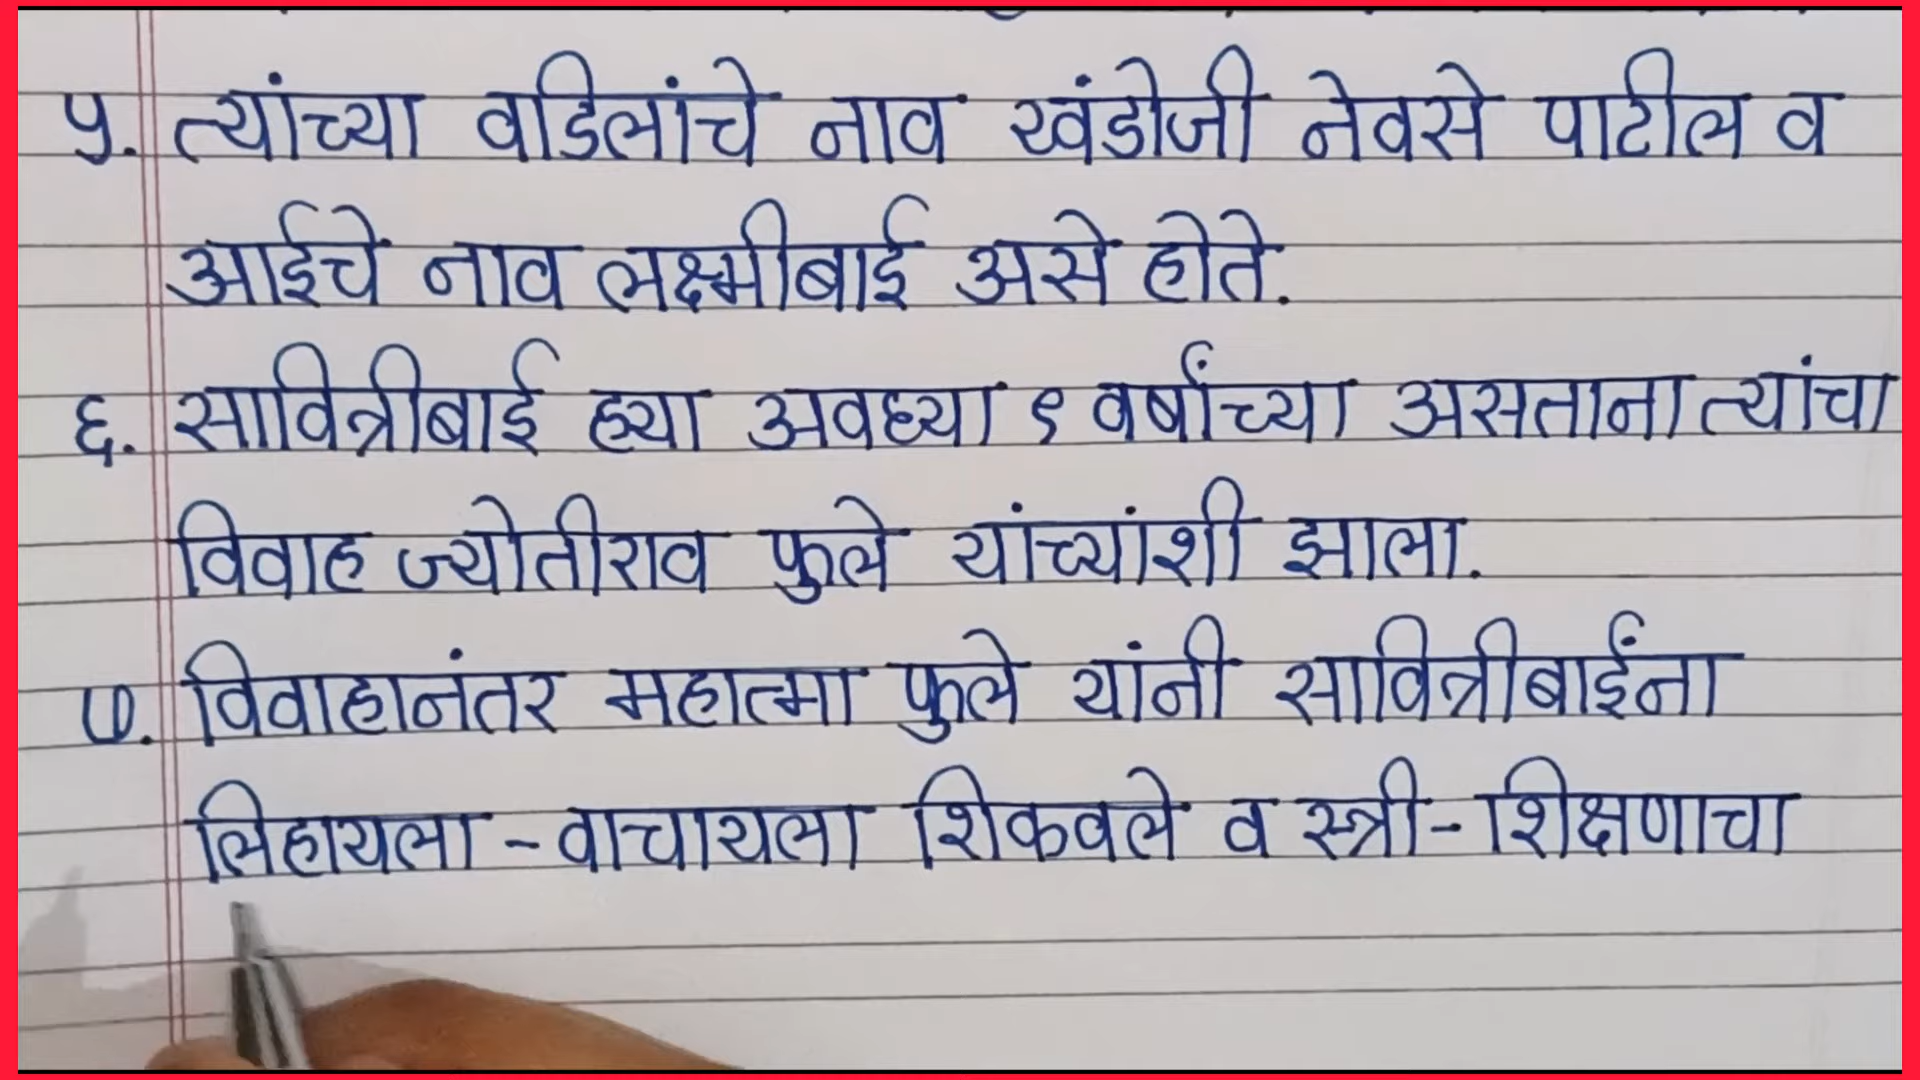 ५. त्यांच्या वडिलांचे नाव खंडोजी नेवसे पाटील व
आईचे नाव लक्ष्मीबाई असे होते.
६. सावित्रीबाई ह्या अवघ्या ९ वर्षांच्या असताना त्यांचा
विवाह ज्योतीराव फुले यांच्यांशी झाला.
७. विवाहानंतर महात्मा फुले यांनी सावित्रीबाईंना
लिहायला - वाचायला शिकवले व स्त्री - शिक्षणाचा